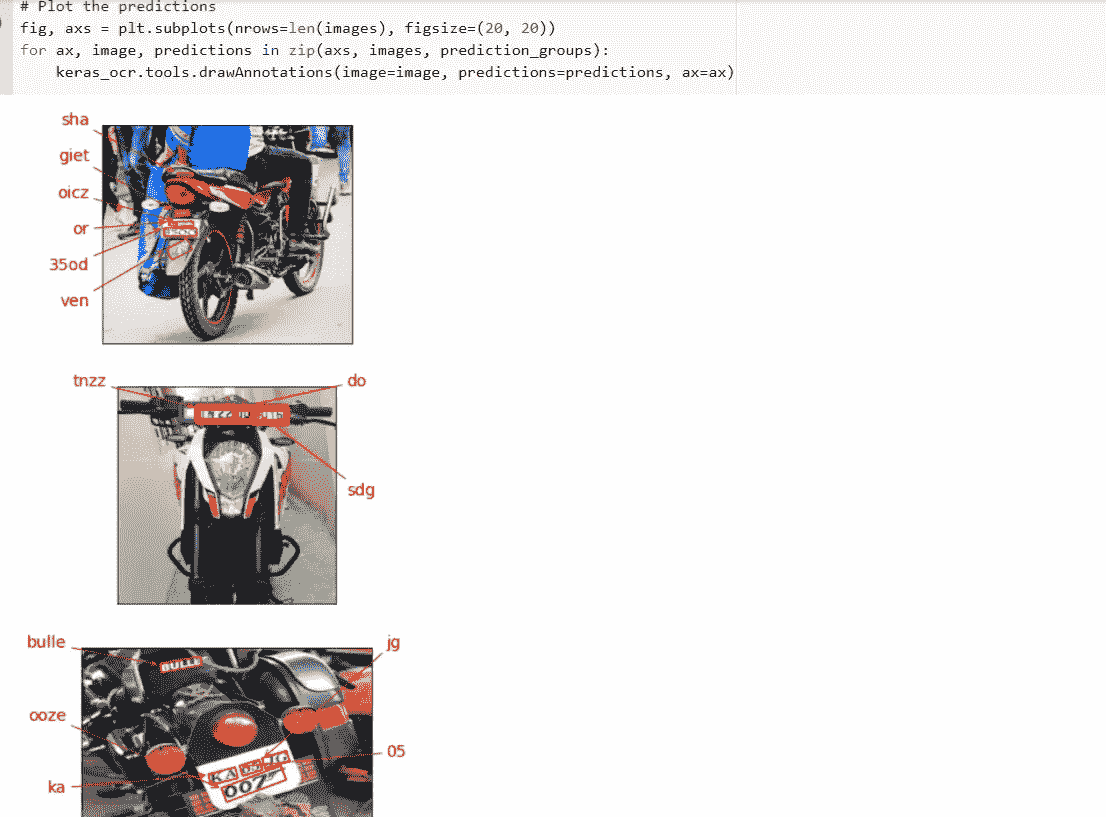 # Plot the predictions
fig, axs = plt.subplots(nrows=len(images), figsize=(20, 20))
for ax, image, predictions in zip(axs, images, prediction_groups):
    keras_ocr.tools.drawAnnotations(image=image, predictions=predictions, ax=ax)
sha
giet
oicz
or
35od
ven
tnzz do
sdg
bulle jg
BULLE
ooze
05
ka
KA 05 JG
007